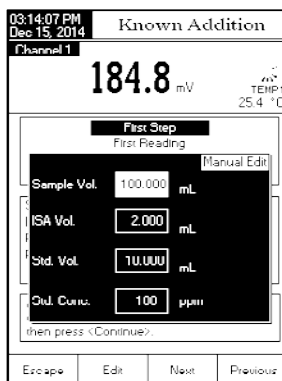 03:14:07 PM
Dec 15, 2014
Known Addition
Channel 1
184.8 mV
TEMP1
25.4 °C
First Step
First Reading
Manual Edit
Sample Vol. 100.000 mL
ISA Vol. 2.000 mL
Std. Vol. 10.000 mL
Std. Conc. 100 ppm
then press <Continue>.
Escape Edit Next Previous